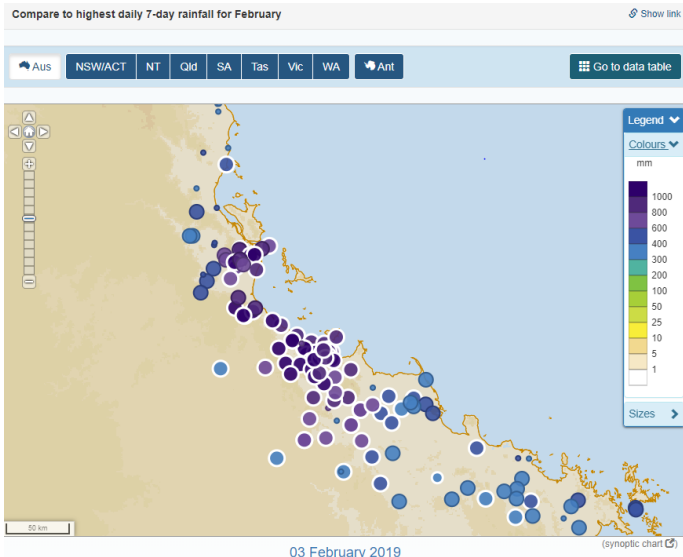 Compare to highest daily 7-day rainfall for February
Show link
Aus NSW/ACT NT Qld SA Tas Vic WA Ant Go to data table
Legend
Colours
mm
1000
800
600
400
300
200
100
50
25
10
5
1
Sizes
50 km
(synoptic chart)
03 February 2019